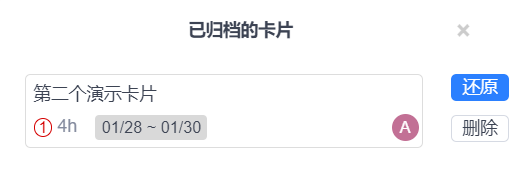 已归档的卡片 ×
第二个演示卡片 还原
① 4h 01/28 ~ 01/30 A 删除